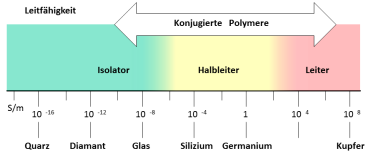 Leitfähigkeit
Konjugierte Polymere
Isolator Halbleiter Leiter
S/m 10 -16 10 -12 10 -8 10 -4 1 10 4 10 8
Quarz Diamant Glas Silizium Germanium Kupfer